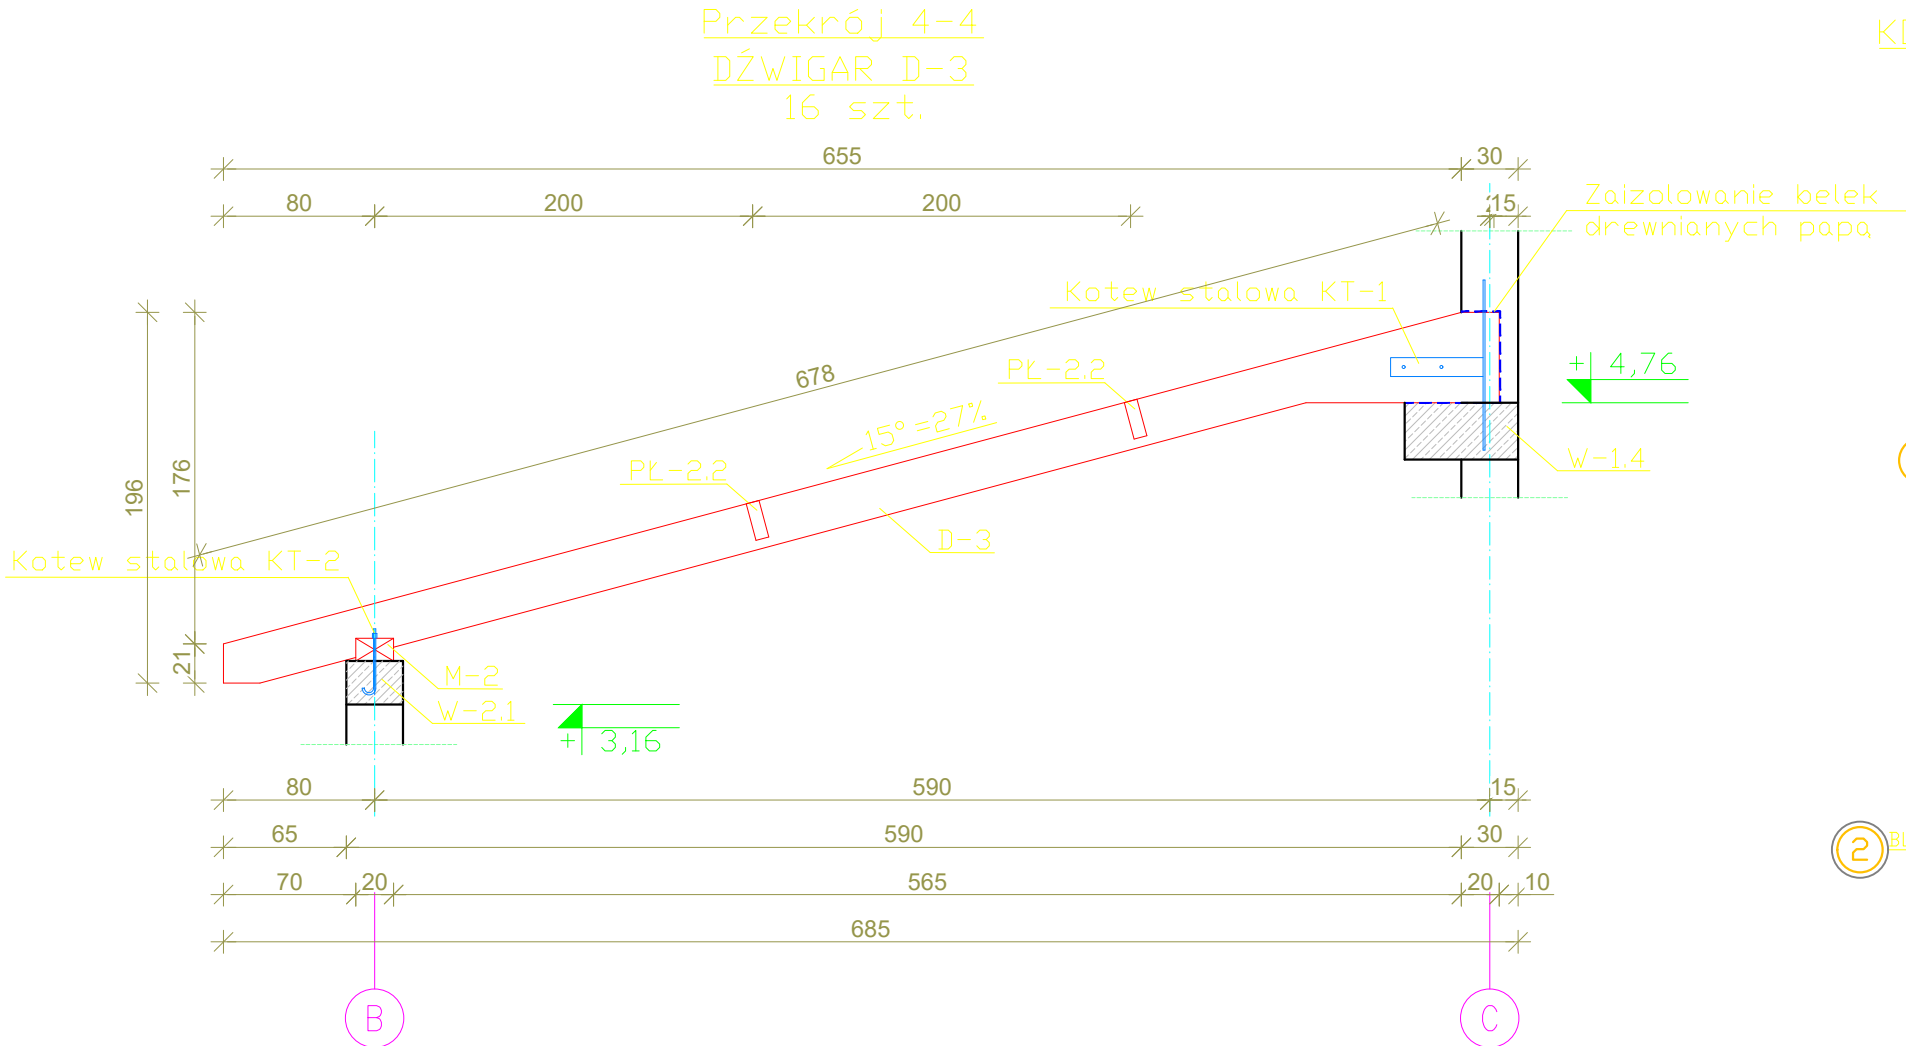 Przekrój 4-4
DŹWIGAR D-3
16 szt.
655
30
80
200
200
15
Zaizolowanie belek
drewnianych papą
Kotew stalowa KT-1
678
PŁ-2.2
+ 4,76
15°=27%
PŁ-2.2
W-1.4
176
196
D-3
Kotew stalowa KT-2
21
M-2
W-2.1
+ 3,16
80
590
15
65
590
30
2
70
20
565
20
10
685
B
C